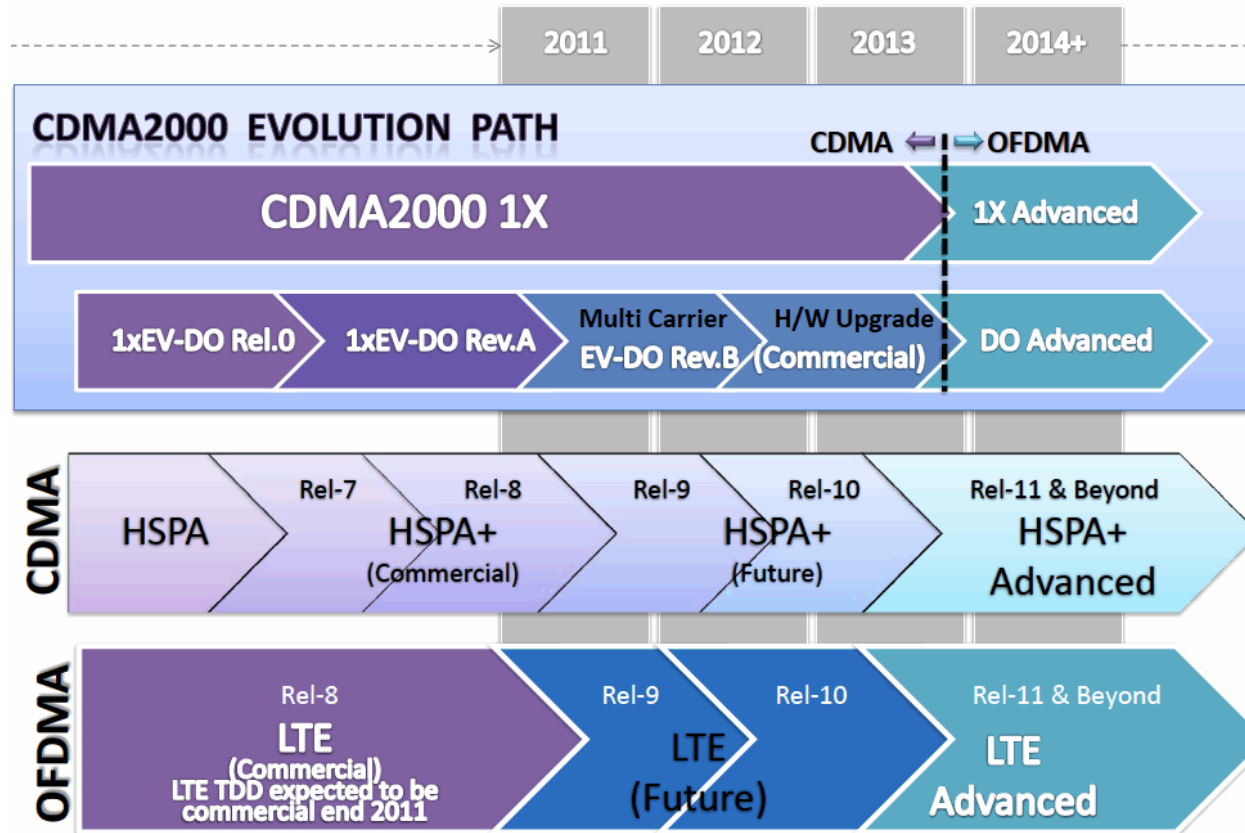 2011 2012 2013 2014+
CDMA2000 EVOLUTION PATH
CDMA OFDMA
CDMA2000 1X
1X Advanced
1xEV-DO Rel.0
1xEV-DO Rev.A
Multi Carrier
EV-DO Rev.B
H/W Upgrade
(Commercial)
DO Advanced
CDMA
HSPA
Rel-7 Rel-8
HSPA+
(Commercial)
Rel-9 Rel-10
HSPA+
(Future)
Rel-11 & Beyond
HSPA+
Advanced
OFDMA
Rel-8
LTE
(Commercial)
LTE TDD expected to be
commercial end 2011
Rel-9 Rel-10
LTE
(Future)
Rel-11 & Beyond
LTE
Advanced